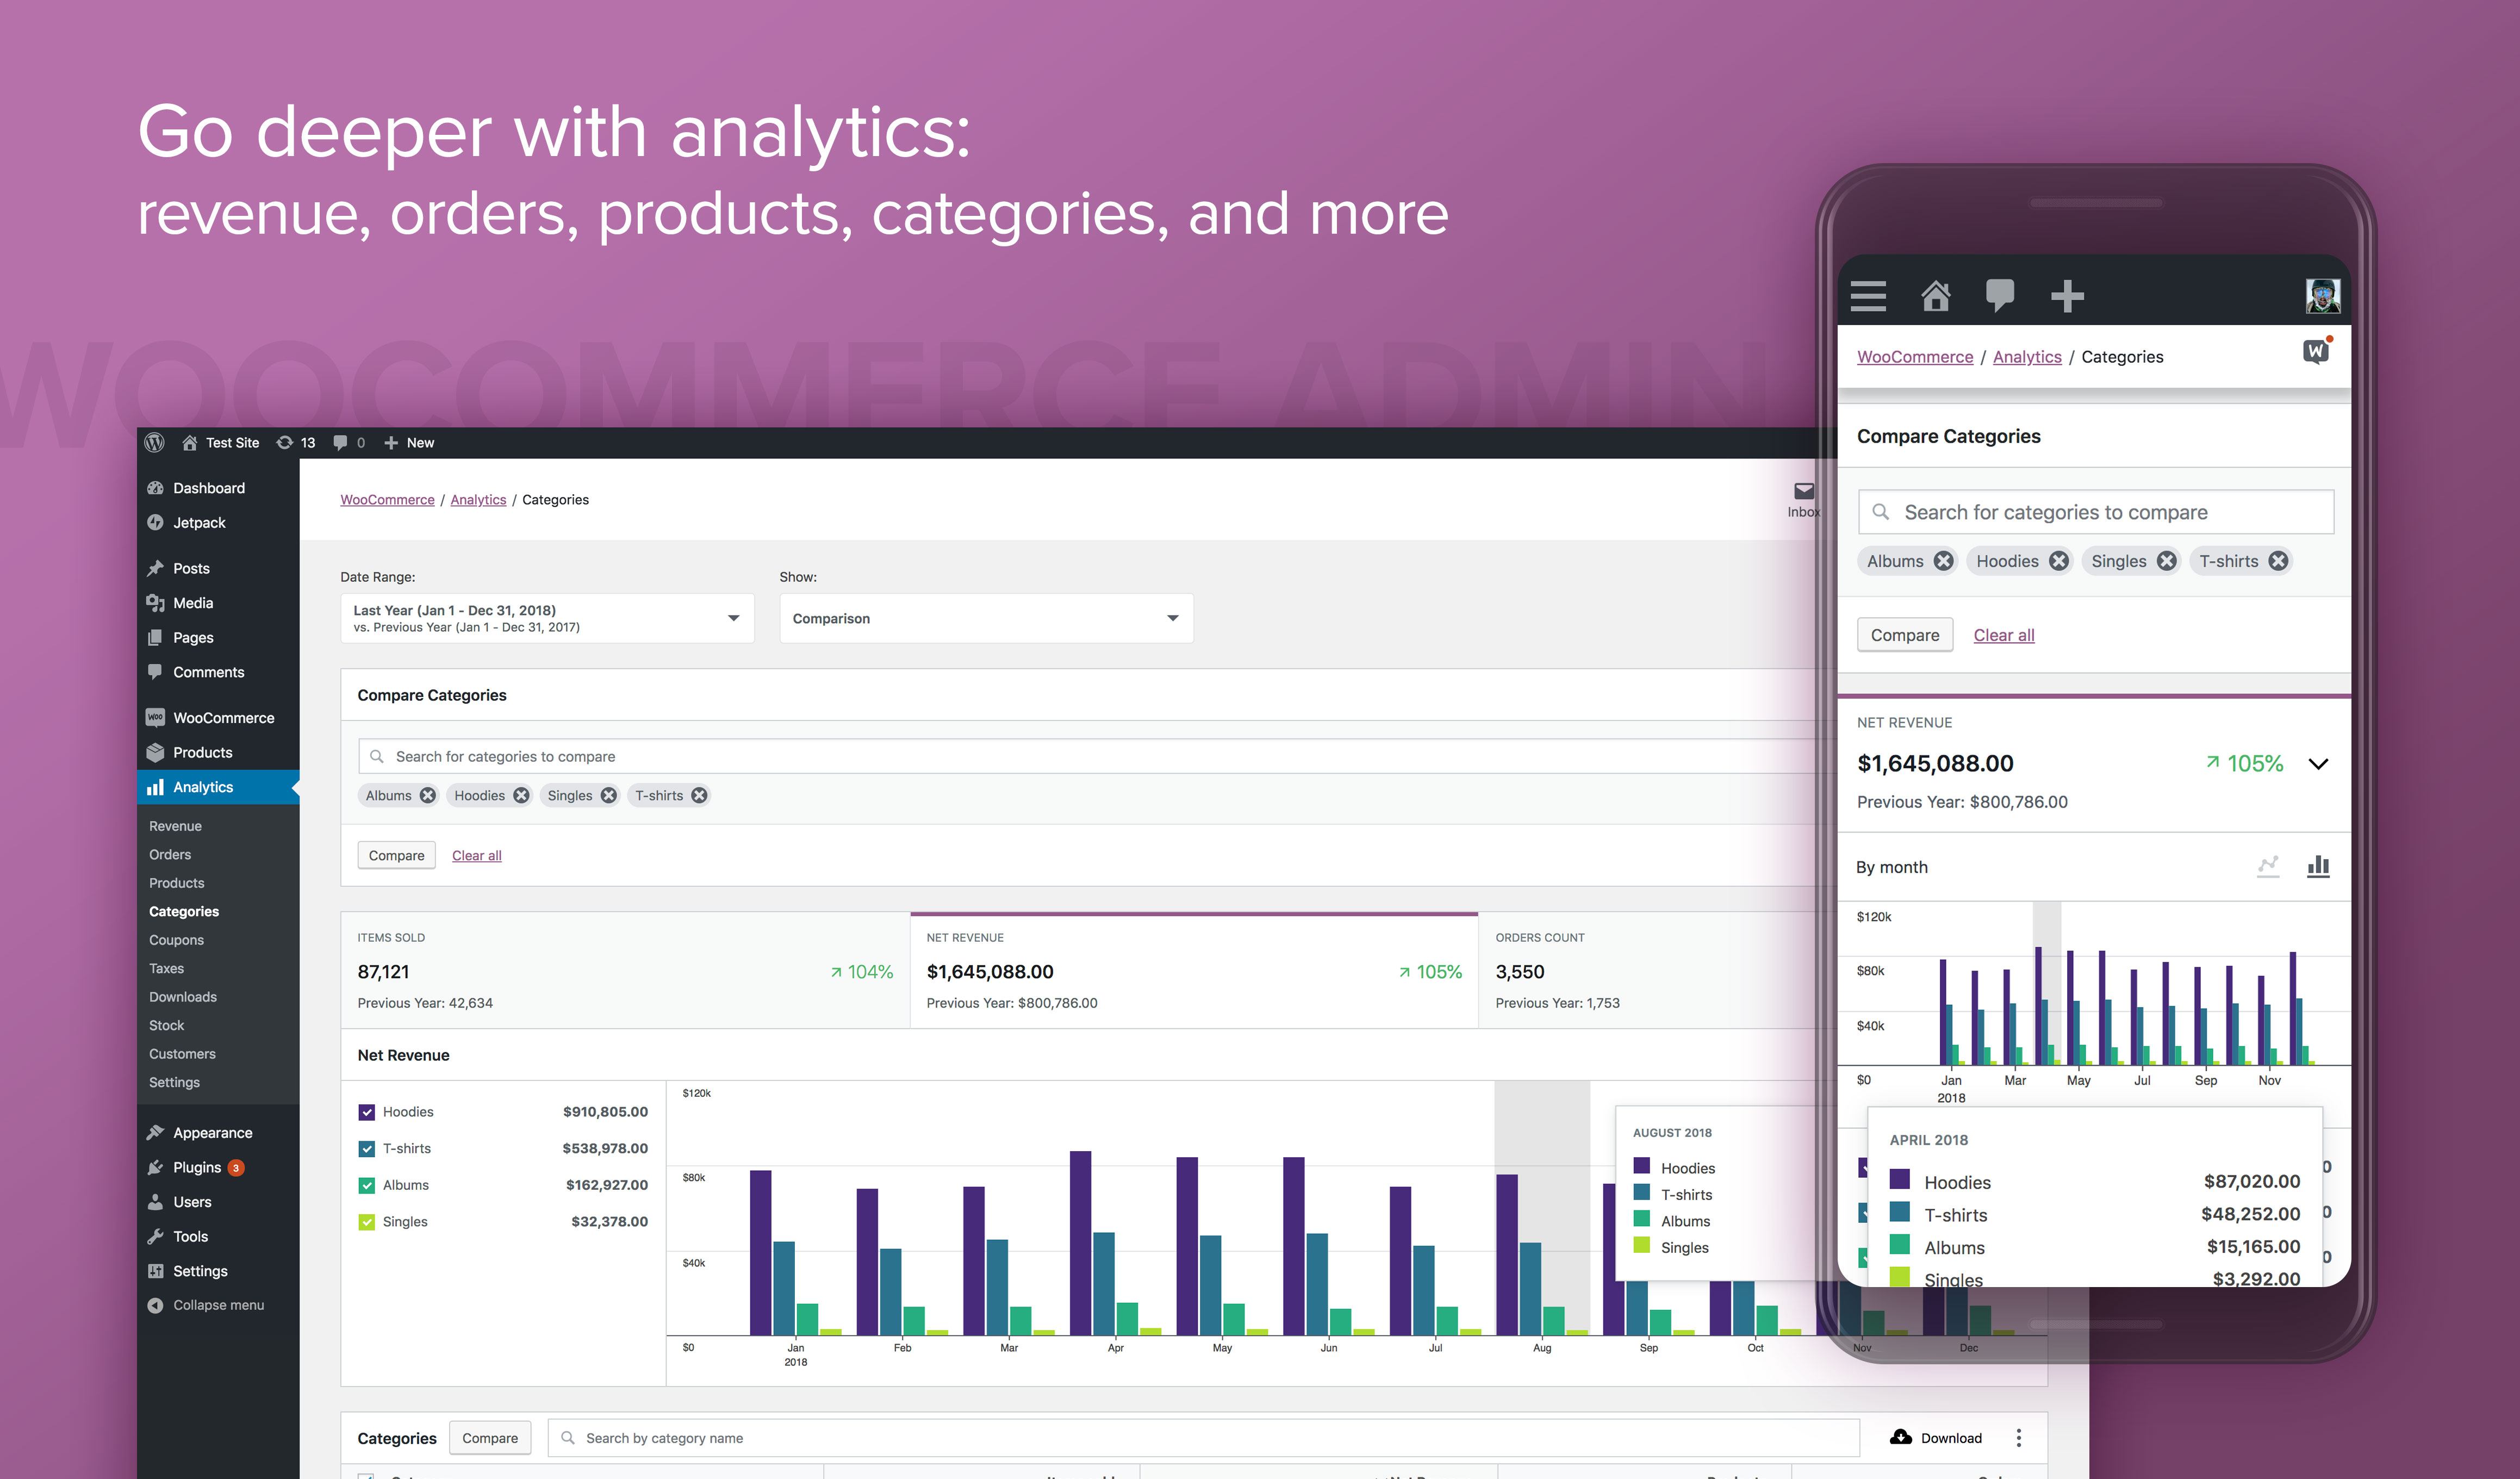 Go deeper with analytics:
revenue, orders, products, categories, and more
WOOCOMMERCE ADMIN
Test Site 13 0 New
Dashboard
Jetpack
Posts
Media
Pages
Comments
WooCommerce
Products
Analytics
Revenue
Orders
Products
Categories
Coupons
Taxes
Downloads
Stock
Customers
Settings
Appearance
Plugins 3
Users
Tools
Settings
Collapse menu
WooCommerce / Analytics / Categories
Inbox
Date Range:
Last Year (Jan 1 - Dec 31, 2018)
vs. Previous Year (Jan 1 - Dec 31, 2017)
Show:
Comparison
Compare Categories
Search for categories to compare
Albums Hoodies Singles T-shirts
Compare Clear all
ITEMS SOLD
87,121 104%
Previous Year: 42,634
NET REVENUE
$1,645,088.00 105%
Previous Year: $800,786.00
ORDERS COUNT
3,550
Previous Year: 1,753
Net Revenue
Hoodies $910,805.00
T-shirts $538,978.00
Albums $162,927.00
Singles $32,378.00
$120k
$80k
$40k
$0
Jan Feb Mar Apr May Jun Jul Aug Sep Oct Nov Dec
2018
AUGUST 2018
Hoodies
T-shirts
Albums
Singles
Categories Compare Search by category name Download
WooCommerce / Analytics / Categories
W
Compare Categories
Search for categories to compare
Albums Hoodies Singles T-shirts
Compare Clear all
NET REVENUE
$1,645,088.00 105%
Previous Year: $800,786.00
By month
$120k
$80k
$40k
$0
Jan Mar May Jul Sep Nov
2018
APRIL 2018
Hoodies $87,020.00
T-shirts $48,252.00
Albums $15,165.00
Singles $3,292.00